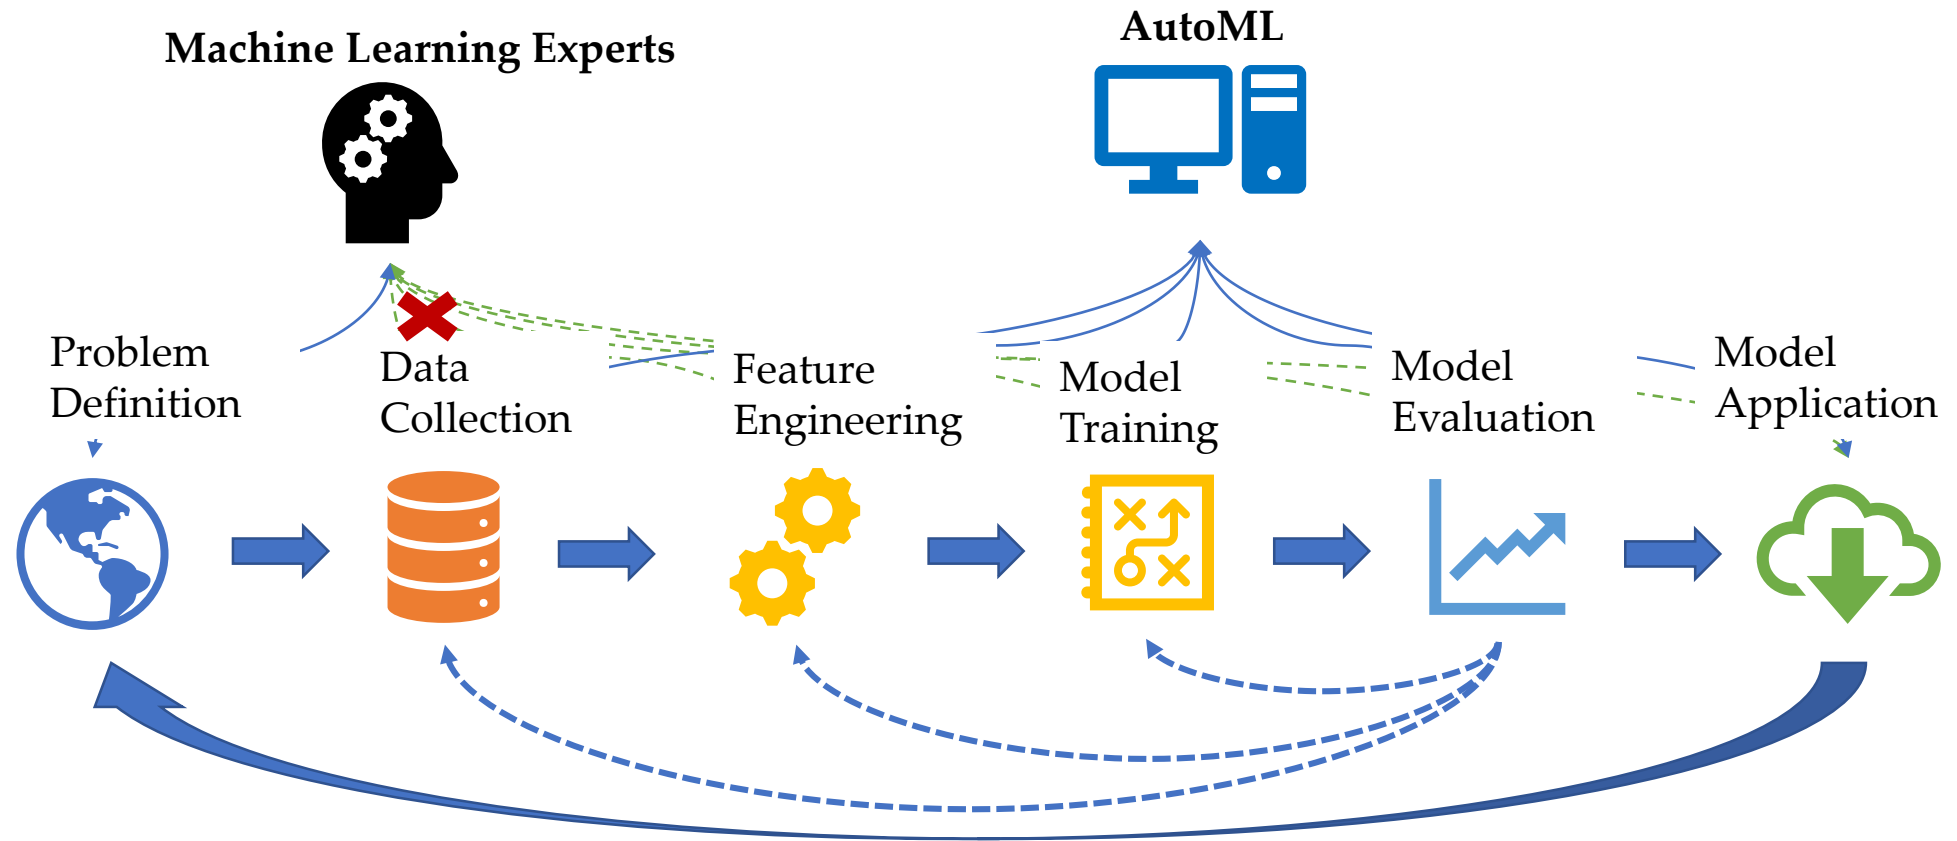 Machine Learning Experts
AutoML
Problem
Definition
Data
Collection
Feature
Engineering
Model
Training
Model
Evaluation
Model
Application